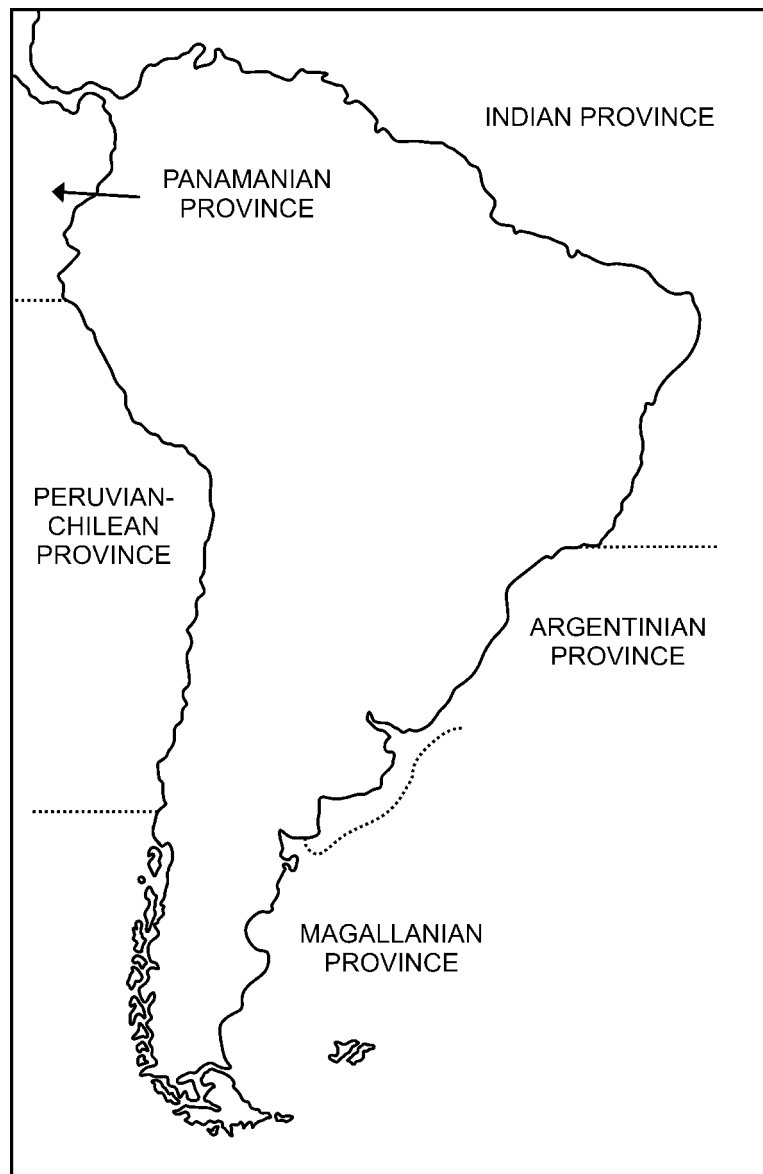 INDIAN PROVINCE
PANAMANIAN
PROVINCE
PERUVIAN-
CHILEAN
PROVINCE
ARGENTINIAN
PROVINCE
MAGALLANIAN
PROVINCE